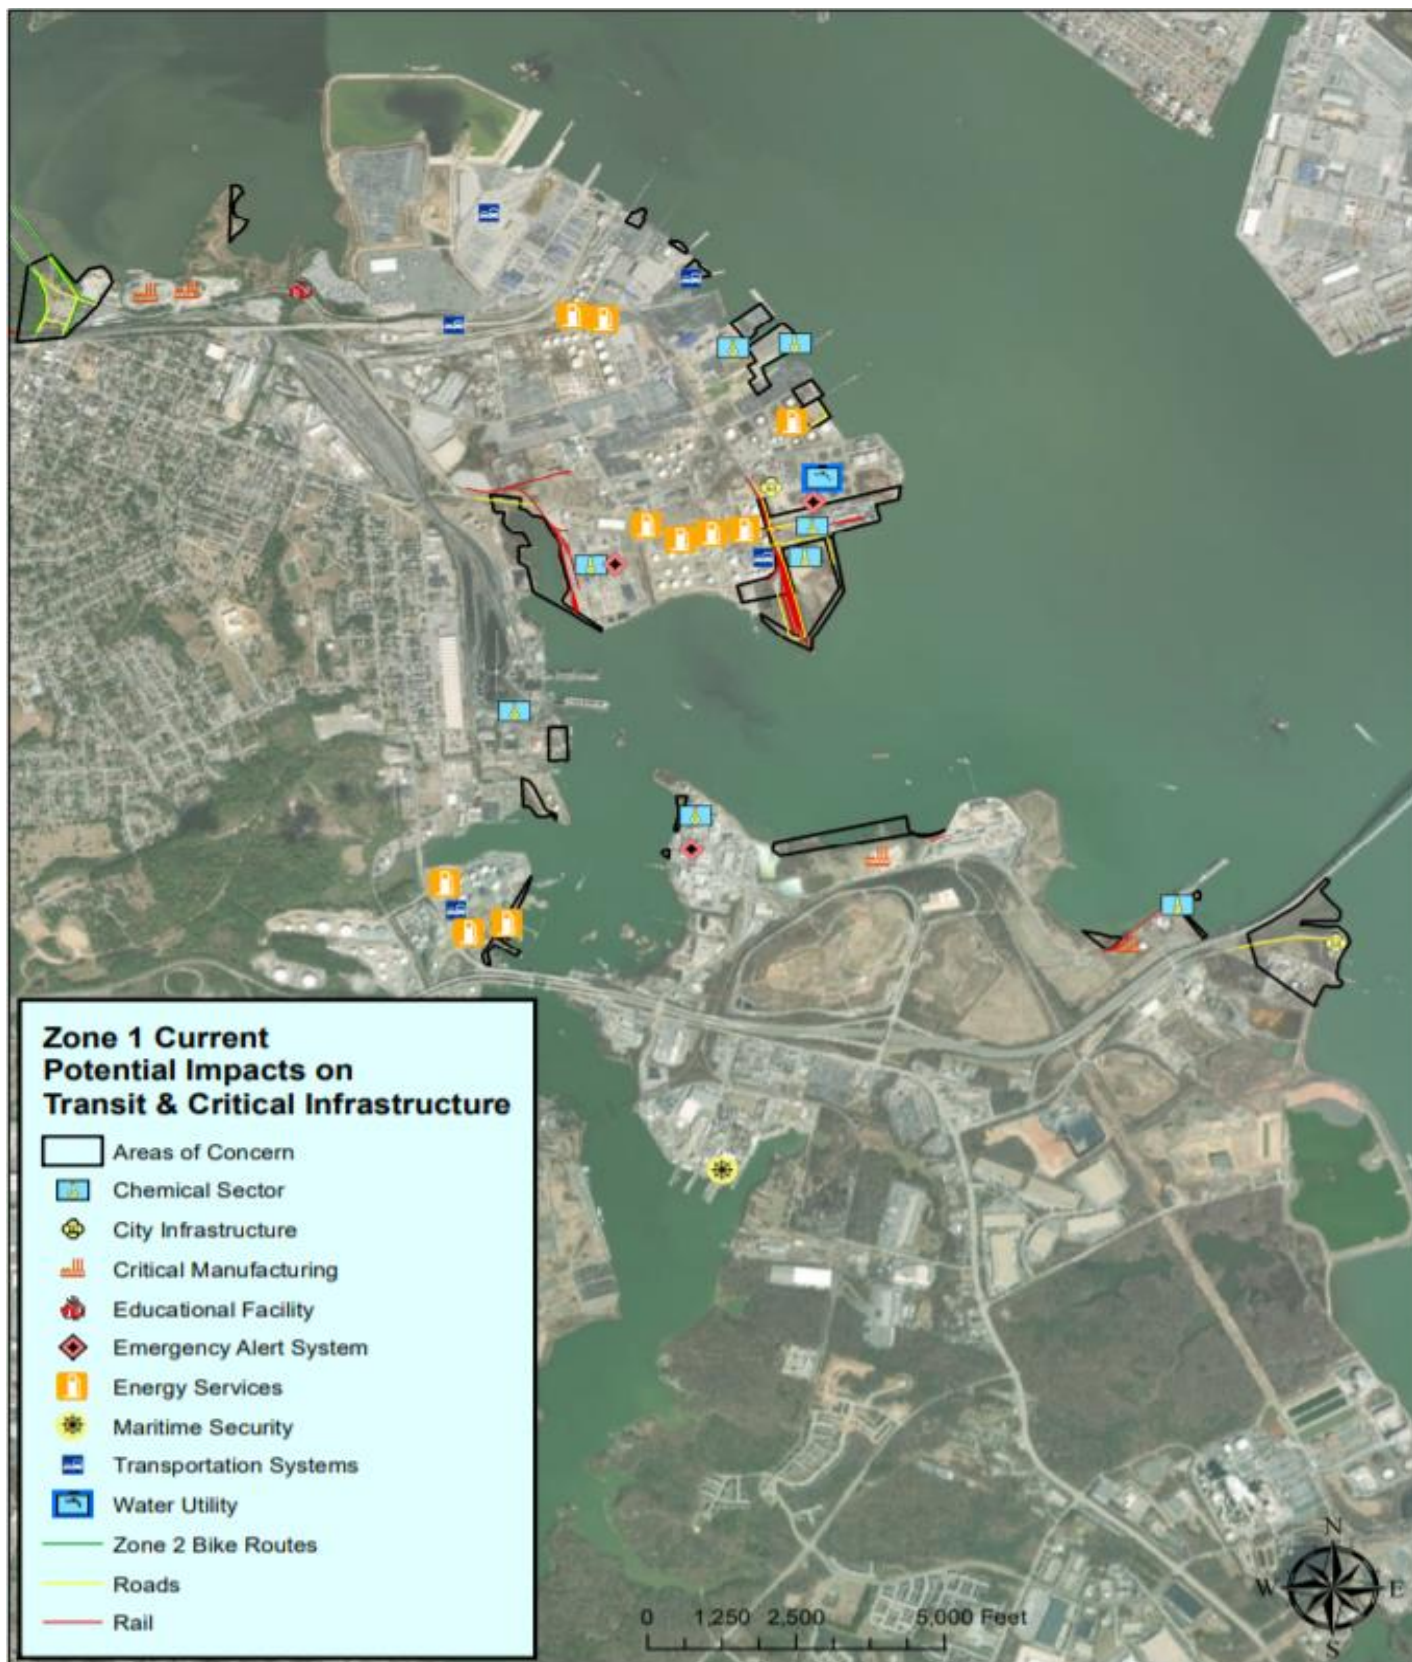 Zone 1 Current
Potential Impacts on
Transit & Critical Infrastructure
Areas of Concern
Chemical Sector
City Infrastructure
Critical Manufacturing
Educational Facility
Emergency Alert System
Energy Services
Maritime Security
Transportation Systems
Water Utility
Zone 2 Bike Routes
Roads
Rail
0 1,250 2,500 5,000 Feet
N
W E
S